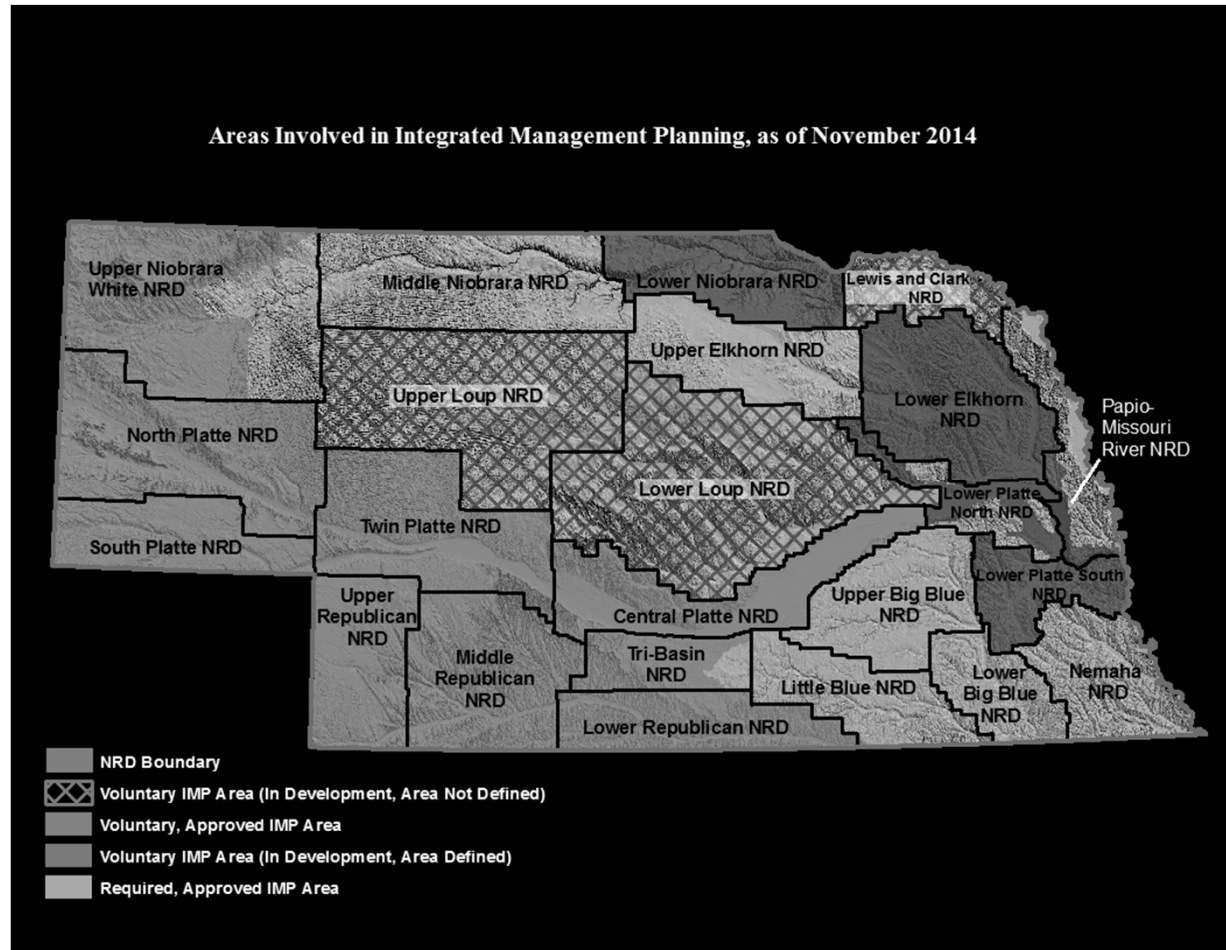 Areas Involved in Integrated Management Planning, as of November 2014
Upper Niobrara
White NRD
Middle Niobrara NRD
Lower Niobrara NRD
Lewis and Clark
NRD
Upper Elkhorn NRD
Upper Loup NRD
Lower Elkhorn
NRD
Papio-
Missouri
River NRD
North Platte NRD
Lower Loup NRD
Lower Platte
North NRD
Twin Platte NRD
South Platte NRD
Lower Platte South
NRD
Upper
Republican
NRD
Central Platte NRD
Upper Big Blue
NRD
Middle
Republican
NRD
Tri-Basin
NRD
Little Blue NRD
Lower
Big Blue
NRD
Nemaha
NRD
Lower Republican NRD
NRD Boundary
Voluntary IMP Area (In Development, Area Not Defined)
Voluntary, Approved IMP Area
Voluntary IMP Area (In Development, Area Defined)
Required, Approved IMP Area